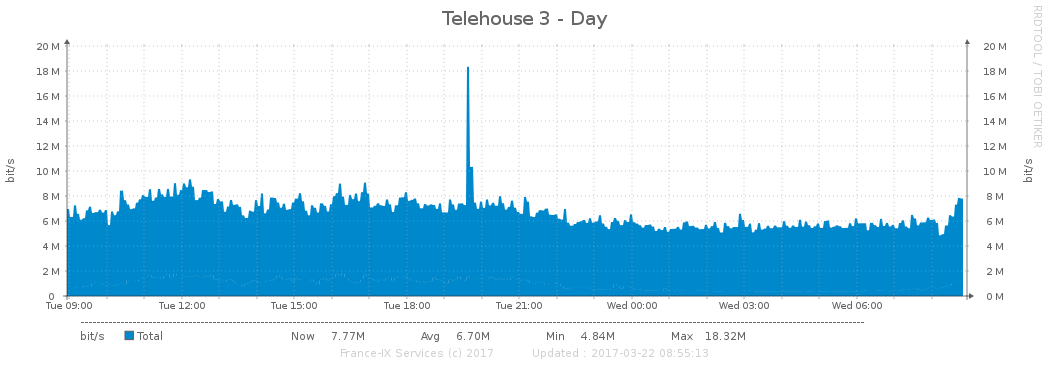 Telehouse 3 - Day
RRDTOOL / TOBI OETIKER
bit/s
20 M 20 M
18 M 18 M
16 M 16 M
14 M 14 M
12 M 12 M
10 M 10 M
8 M 8 M
6 M 6 M
4 M 4 M
2 M 2 M
0 0 M
bit/s
Tue 09:00 Tue 12:00 Tue 15:00 Tue 18:00 Tue 21:00 Wed 00:00 Wed 03:00 Wed 06:00
bit/s Total Now 7.77M Avg 6.70M Min 4.84M Max 18.32M
France-IX Services (c) 2017 Updated : 2017-03-22 08:55:13